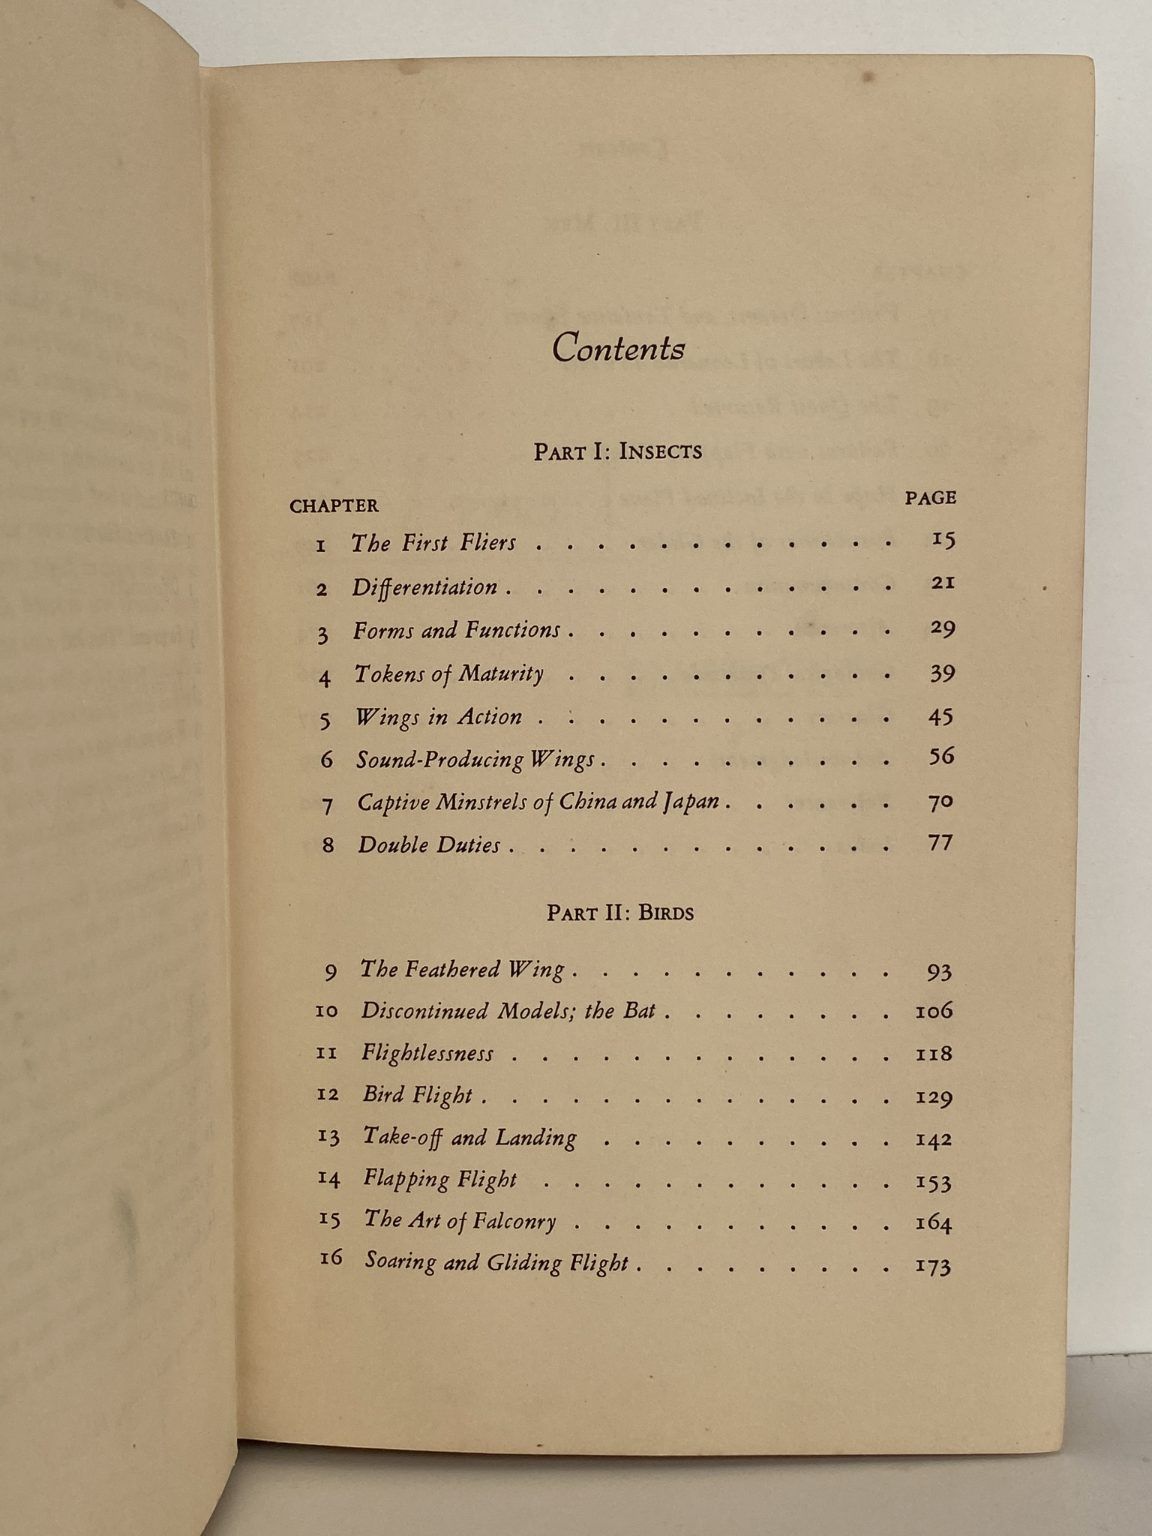 Contents
PART I: INSECTS
CHAPTER PAGE
1 The First Fliers . . . . . . . . . . . . 15
2 Differentiation . . . . . . . . . . . . . 21
3 Forms and Functions . . . . . . . . . . . 29
4 Tokens of Maturity . . . . . . . . . . . 39
5 Wings in Action . . . . . . . . . . . . 45
6 Sound-Producing Wings . . . . . . . . . . 56
7 Captive Minstrels of China and Japan . . . . . . 70
8 Double Duties . . . . . . . . . . . . . 77
PART II: BIRDS
9 The Feathered Wing . . . . . . . . . . . 93
10 Discontinued Models; the Bat . . . . . . . . 106
11 Flightlessness . . . . . . . . . . . . . 118
12 Bird Flight . . . . . . . . . . . . . . 129
13 Take-off and Landing . . . . . . . . . . 142
14 Flapping Flight . . . . . . . . . . . . 153
15 The Art of Falconry . . . . . . . . . . . 164
16 Soaring and Gliding Flight . . . . . . . . . 173